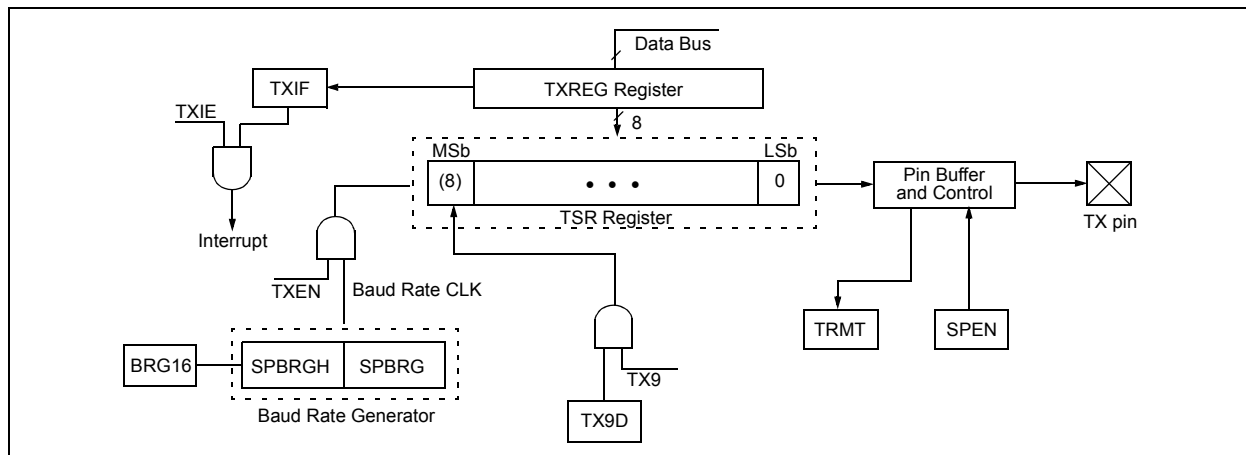 Data Bus
TXIF
TXREG Register
TXIE
8
MSb
LSb
(8)
• • •
0
Pin Buffer
and Control
TSR Register
TX pin
Interrupt
TXEN
Baud Rate CLK
TRMT
SPEN
BRG16
SPBRGH
SPBRG
TX9
Baud Rate Generator
TX9D